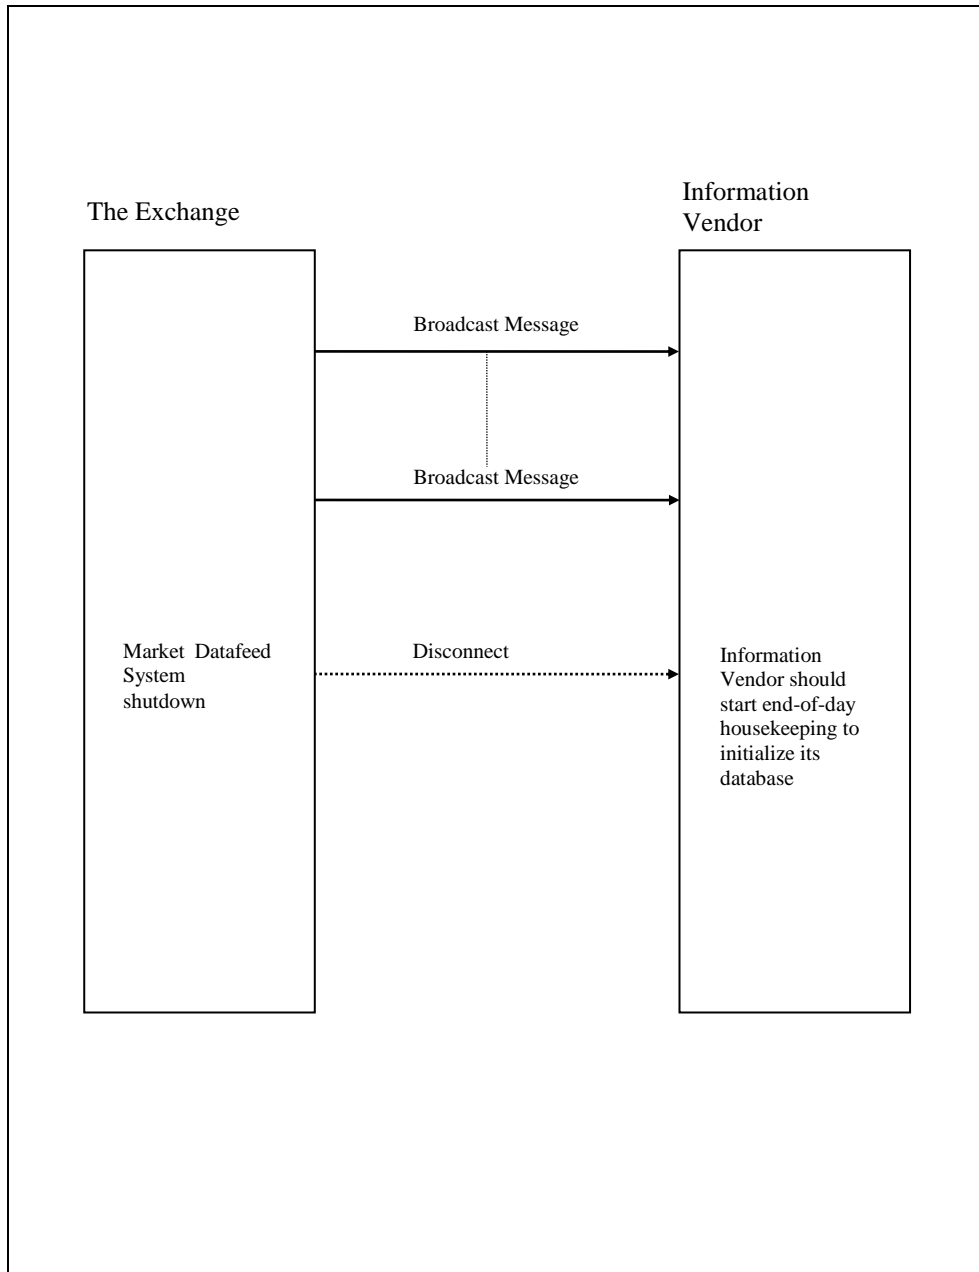 The Exchange
Information
Vendor
Broadcast Message
Broadcast Message
Market Datafeed
System
shutdown
Disconnect
Information
Vendor should
start end-of-day
housekeeping to
initialize its
database